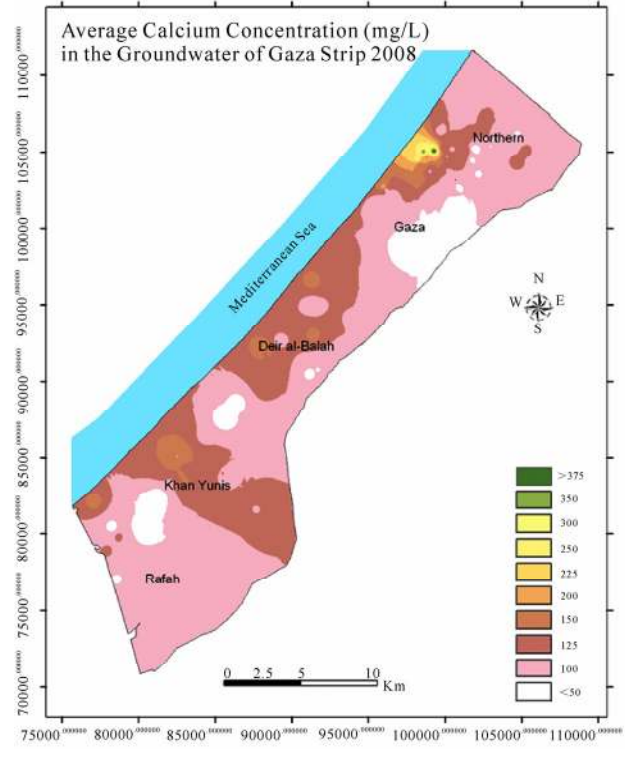 Average Calcium Concentration (mg/L)
in the Groundwater of Gaza Strip 2008
110000
105000
100000
95000
90000
85000
80000
75000
70000
Northern
Gaza
Mediterranean Sea
Deir al-Balah
Khan Yunis
Rafah
N
W E
S
>375
350
300
250
225
200
150
125
100
<50
0 2.5 5 10
Km
75000 80000 85000 90000 95000 100000 105000 110000